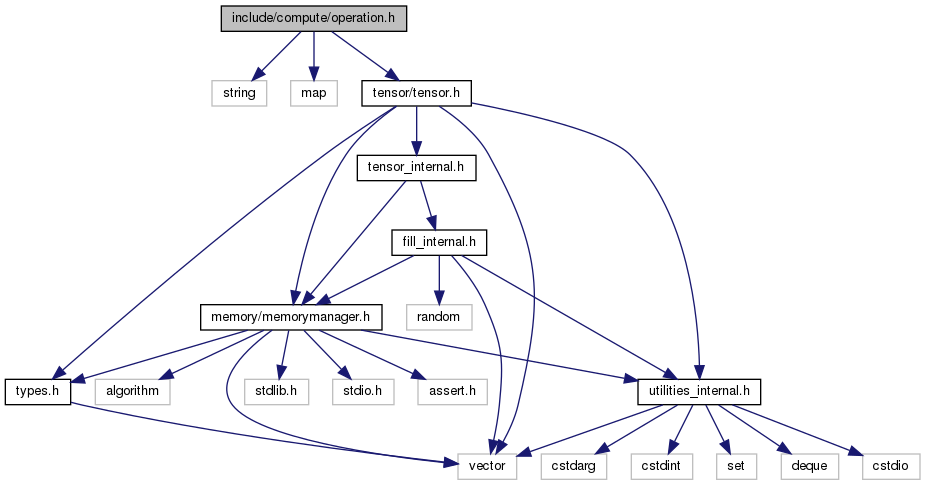 include/compute/operation.h
string
map
tensor/tensor.h
tensor_internal.h
fill_internal.h
memory/memorymanager.h
random
types.h
algorithm
stdlib.h
stdio.h
assert.h
utilities_internal.h
vector
cstdarg
cstdint
set
deque
cstdio